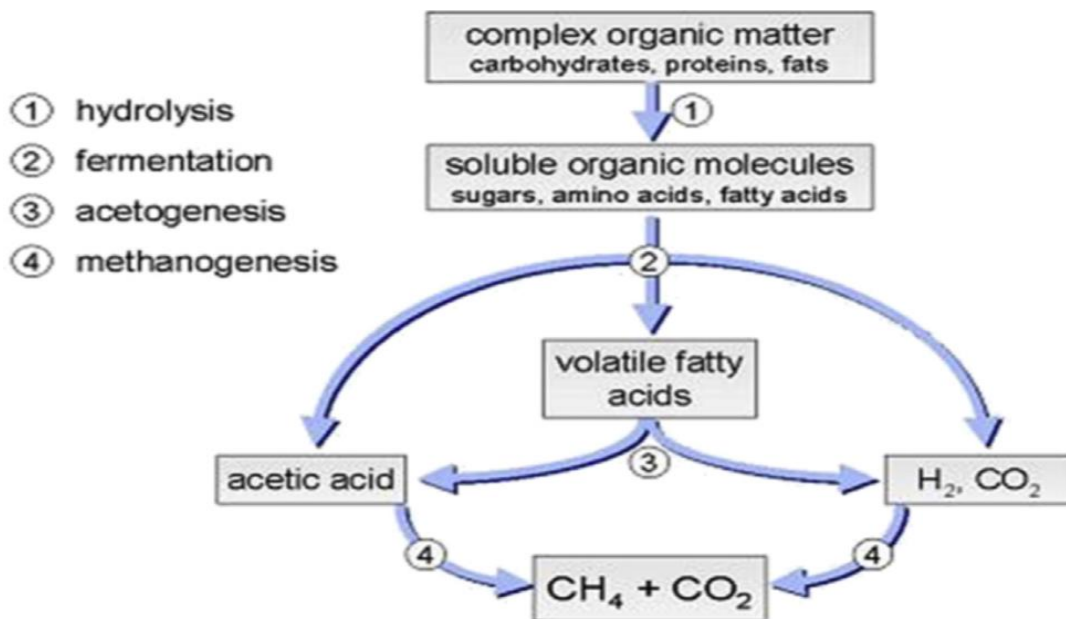 complex organic matter
carbohydrates, proteins, fats
① hydrolysis
② fermentation
③ acetogenesis
④ methanogenesis
①
soluble organic molecules
sugars, amino acids, fatty acids
②
volatile fatty
acids
③
acetic acid
H₂, CO₂
④
④
CH₄ + CO₂